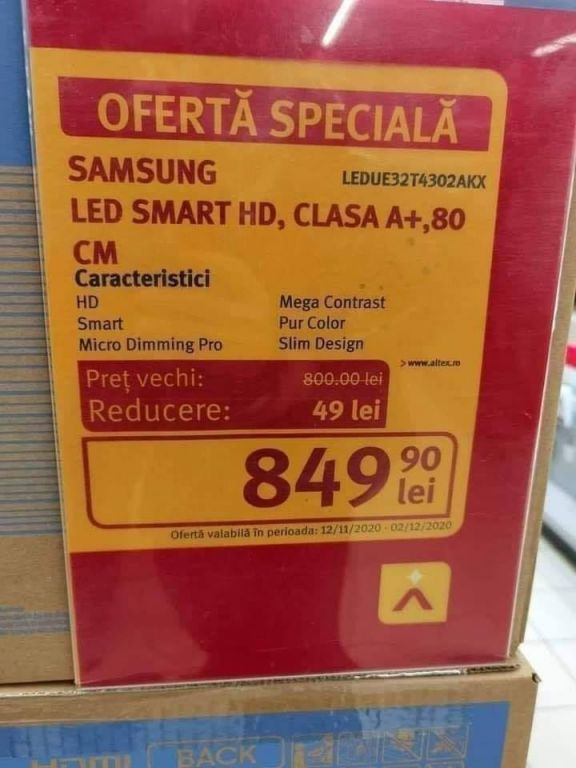 OFERTĂ SPECIALĂ
SAMSUNG
LEDUE32T4302AKX
LED SMART HD, CLASA A+,80
CM
Caracteristici
HD
Mega Contrast
Smart
Pur Color
Micro Dimming Pro
Slim Design
> www.altex.ro
Preț vechi: 800.00 lei
Reducere: 49 lei
849 90 lei
Ofertă valabilă în perioada: 12/11/2020 - 02/12/2020
HDMI
BACK